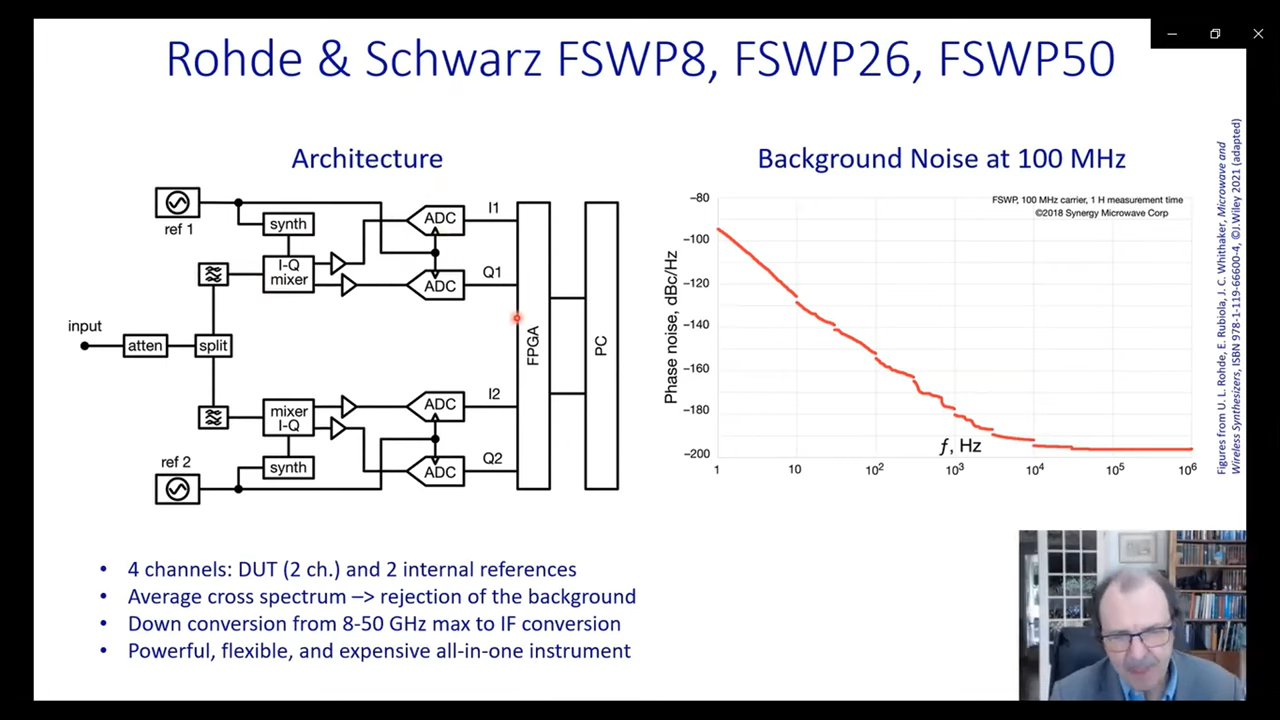 Rohde & Schwarz FSWP8, FSWP26, FSWP50
Architecture
ref 1
synth
I-Q
mixer
ADC
I1
ADC
Q1
input
atten
split
FPGA
PC
mixer
I-Q
ADC
I2
ref 2
synth
ADC
Q2
Background Noise at 100 MHz
FSWP, 100 MHz carrier, 1 H measurement time
©2018 Synergy Microwave Corp
Phase noise, dBc/Hz
−80
−100
−120
−140
−160
−180
−200
ƒ, Hz
1
10
10²
10³
10⁴
10⁵
10⁶
Figures from U. L. Rohde, E. Rubiola, J. C. Whithaker, Microwave and
Wireless Synthesizers, ISBN 978-1-119-66600-4, ©J.Wiley 2021 (adapted)
• 4 channels: DUT (2 ch.) and 2 internal references
• Average cross spectrum –> rejection of the background
• Down conversion from 8-50 GHz max to IF conversion
• Powerful, flexible, and expensive all-in-one instrument